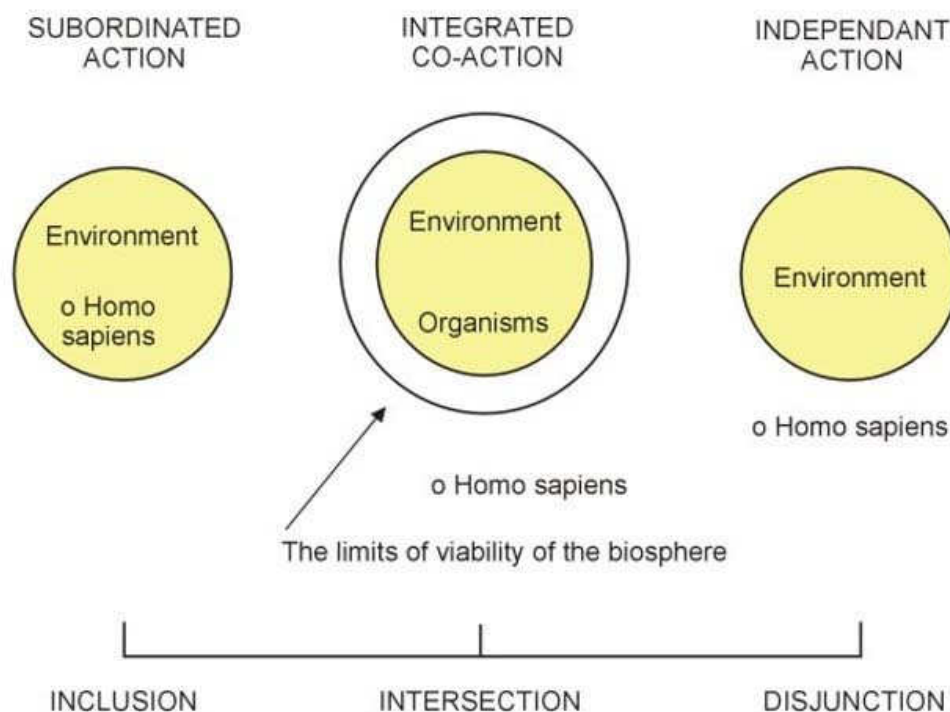 SUBORDINATED
ACTION
INTEGRATED
CO-ACTION
INDEPENDANT
ACTION
Environment
o Homo
sapiens
Environment
Organisms
Environment
o Homo sapiens
o Homo sapiens
The limits of viability of the biosphere
INCLUSION
INTERSECTION
DISJUNCTION